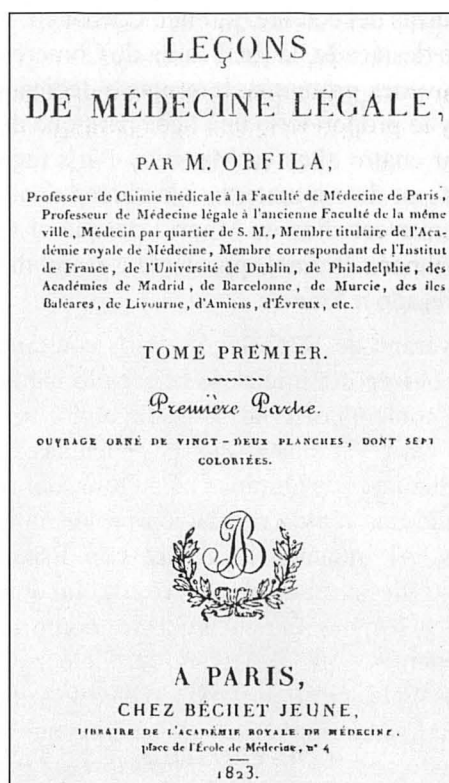 LEÇONS
DE MÉDECINE LÉGALE,
PAR M. ORFILA,
Professeur de Chimie médicale à la Faculté de Médecine de Paris,
Professeur de Médecine légale à l'ancienne Faculté de la même
ville, Médecin par quartier de S. M., Membre titulaire de l'Aca-
démie royale de Médecine, Membre correspondant de l'Institut
de France, de l'Université de Dublin, de Philadelphie, des
Académies de Madrid, de Barcelonne, de Murcie, des îles
Baléares, de Livourne, d'Amiens, d'Évreux, etc.
TOME PREMIER.
Première Partie.
OUVRAGE ORNÉ DE VINGT-DEUX PLANCHES, DONT SEPT
COLORIÉES.
B
A PARIS,
CHEZ BÉCHET JEUNE,
LIBRAIRE DE L'ACADÉMIE ROYALE DE MÉDECINE,
place de l'École de Médecine, n° 4
1823.